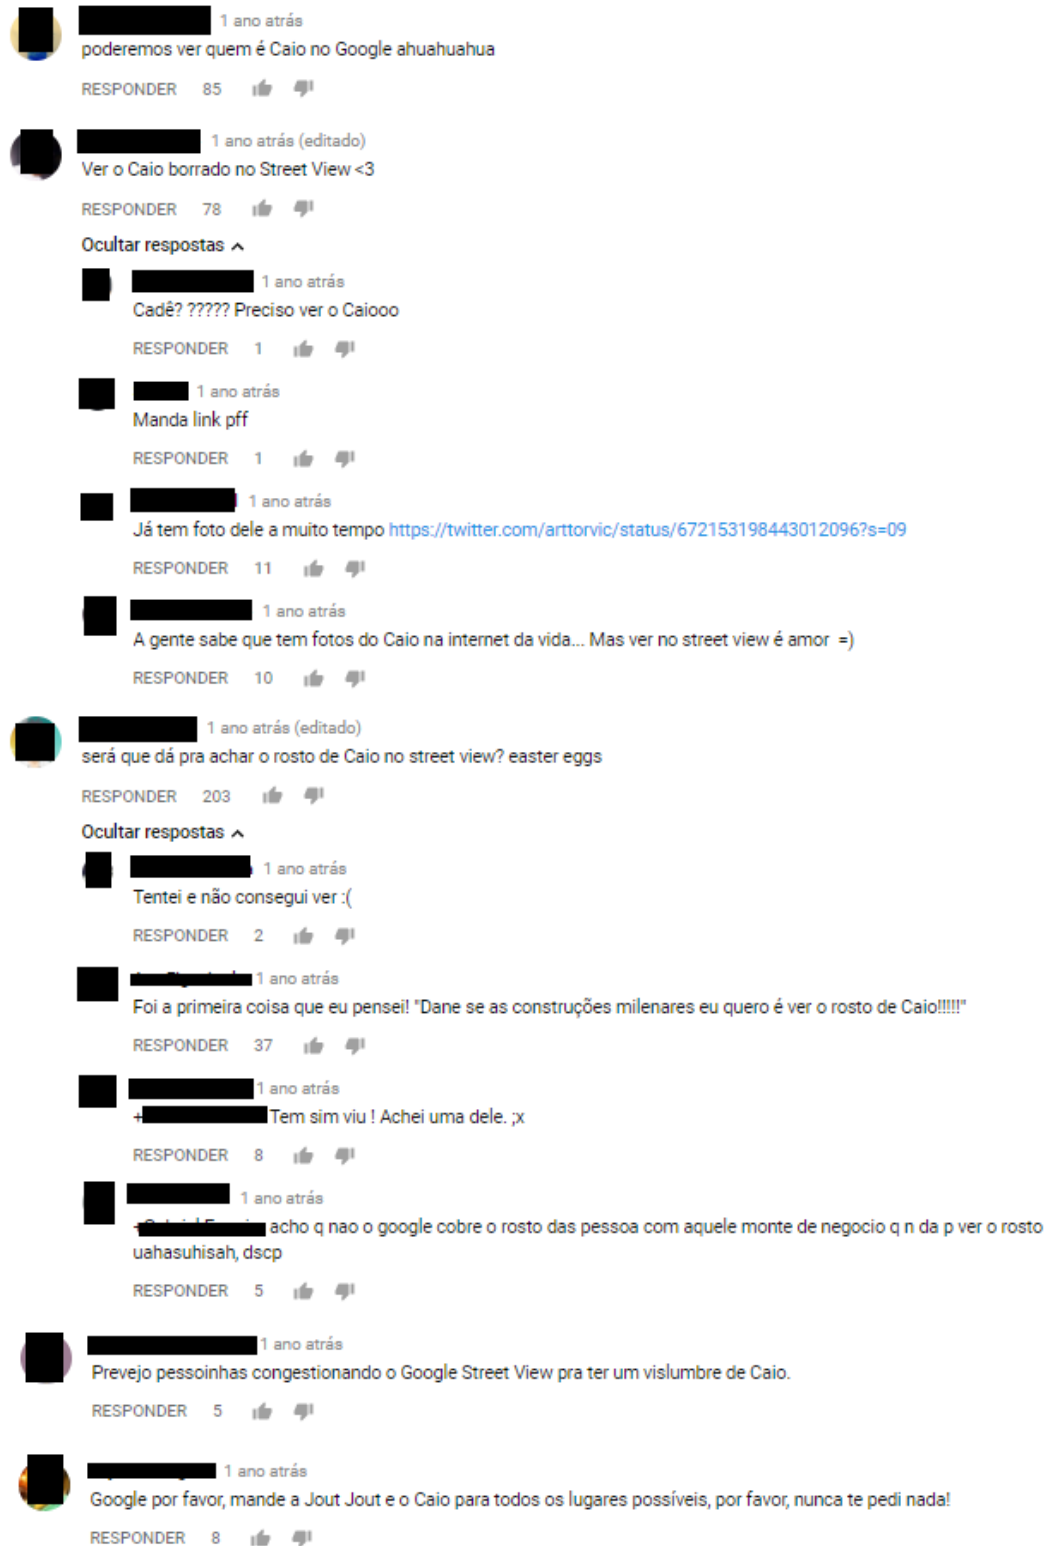 1 ano atrás
poderemos ver quem é Caio no Google ahuahuahua
RESPONDER 85
1 ano atrás (editado)
Ver o Caio borrado no Street View <3
RESPONDER 78
Ocultar respostas
1 ano atrás
Cadê? ????? Preciso ver o Caiooo
RESPONDER 1
1 ano atrás
Manda link pff
RESPONDER 1
1 ano atrás
Já tem foto dele a muito tempo https://twitter.com/arttorvic/status/672153198443012096?s=09
RESPONDER 11
1 ano atrás
A gente sabe que tem fotos do Caio na internet da vida... Mas ver no street view é amor =)
RESPONDER 10
1 ano atrás (editado)
será que dá pra achar o rosto de Caio no street view? easter eggs
RESPONDER 203
Ocultar respostas
1 ano atrás
Tentei e não consegui ver :(
RESPONDER 2
1 ano atrás
Foi a primeira coisa que eu pensei! "Dane se as construções milenares eu quero é ver o rosto de Caio!!!!!"
RESPONDER 37
1 ano atrás
+ Tem sim viu ! Achei uma dele. ;x
RESPONDER 8
1 ano atrás
+ acho q nao o google cobre o rosto das pessoa com aquele monte de negocio q n da p ver o rosto
uahasuhisah, dscp
RESPONDER 5
1 ano atrás
Prevejo pessoinhas congestionando o Google Street View pra ter um vislumbre de Caio.
RESPONDER 5
1 ano atrás
Google por favor, mande a Jout Jout e o Caio para todos os lugares possíveis, por favor, nunca te pedi nada!
RESPONDER 8